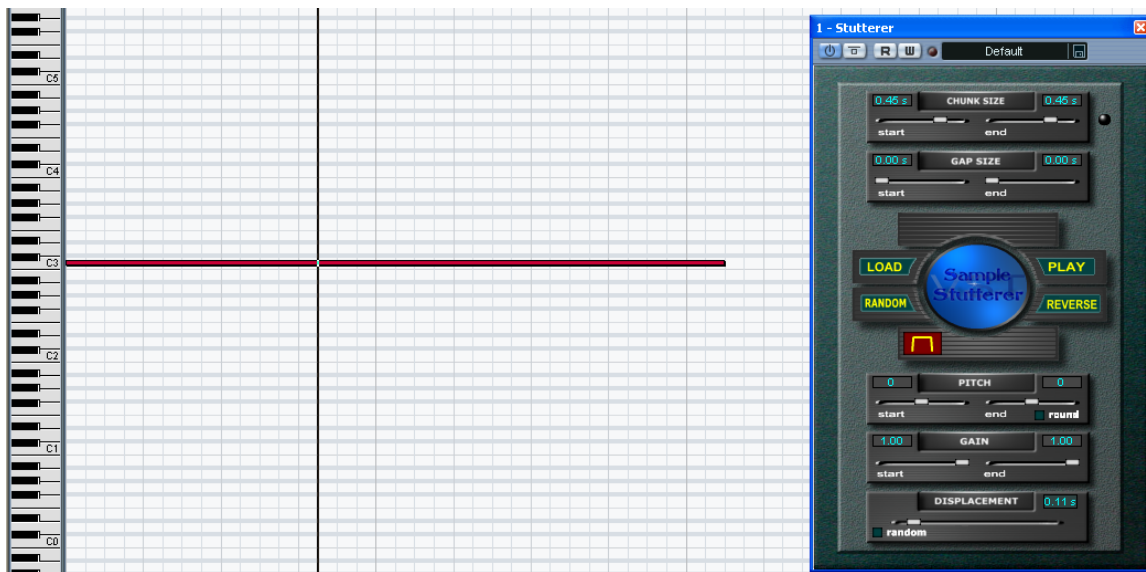 1 - Stutterer
R W Default
C5
C4
C3
C2
C1
C0
0.45 s CHUNK SIZE 0.45 s
start end
0.00 s GAP SIZE 0.00 s
start end
LOAD PLAY
Sample
Stutterer
RANDOM REVERSE
0 PITCH 0
start end round
1.00 GAIN 1.00
start end
DISPLACEMENT 0.11 s
random